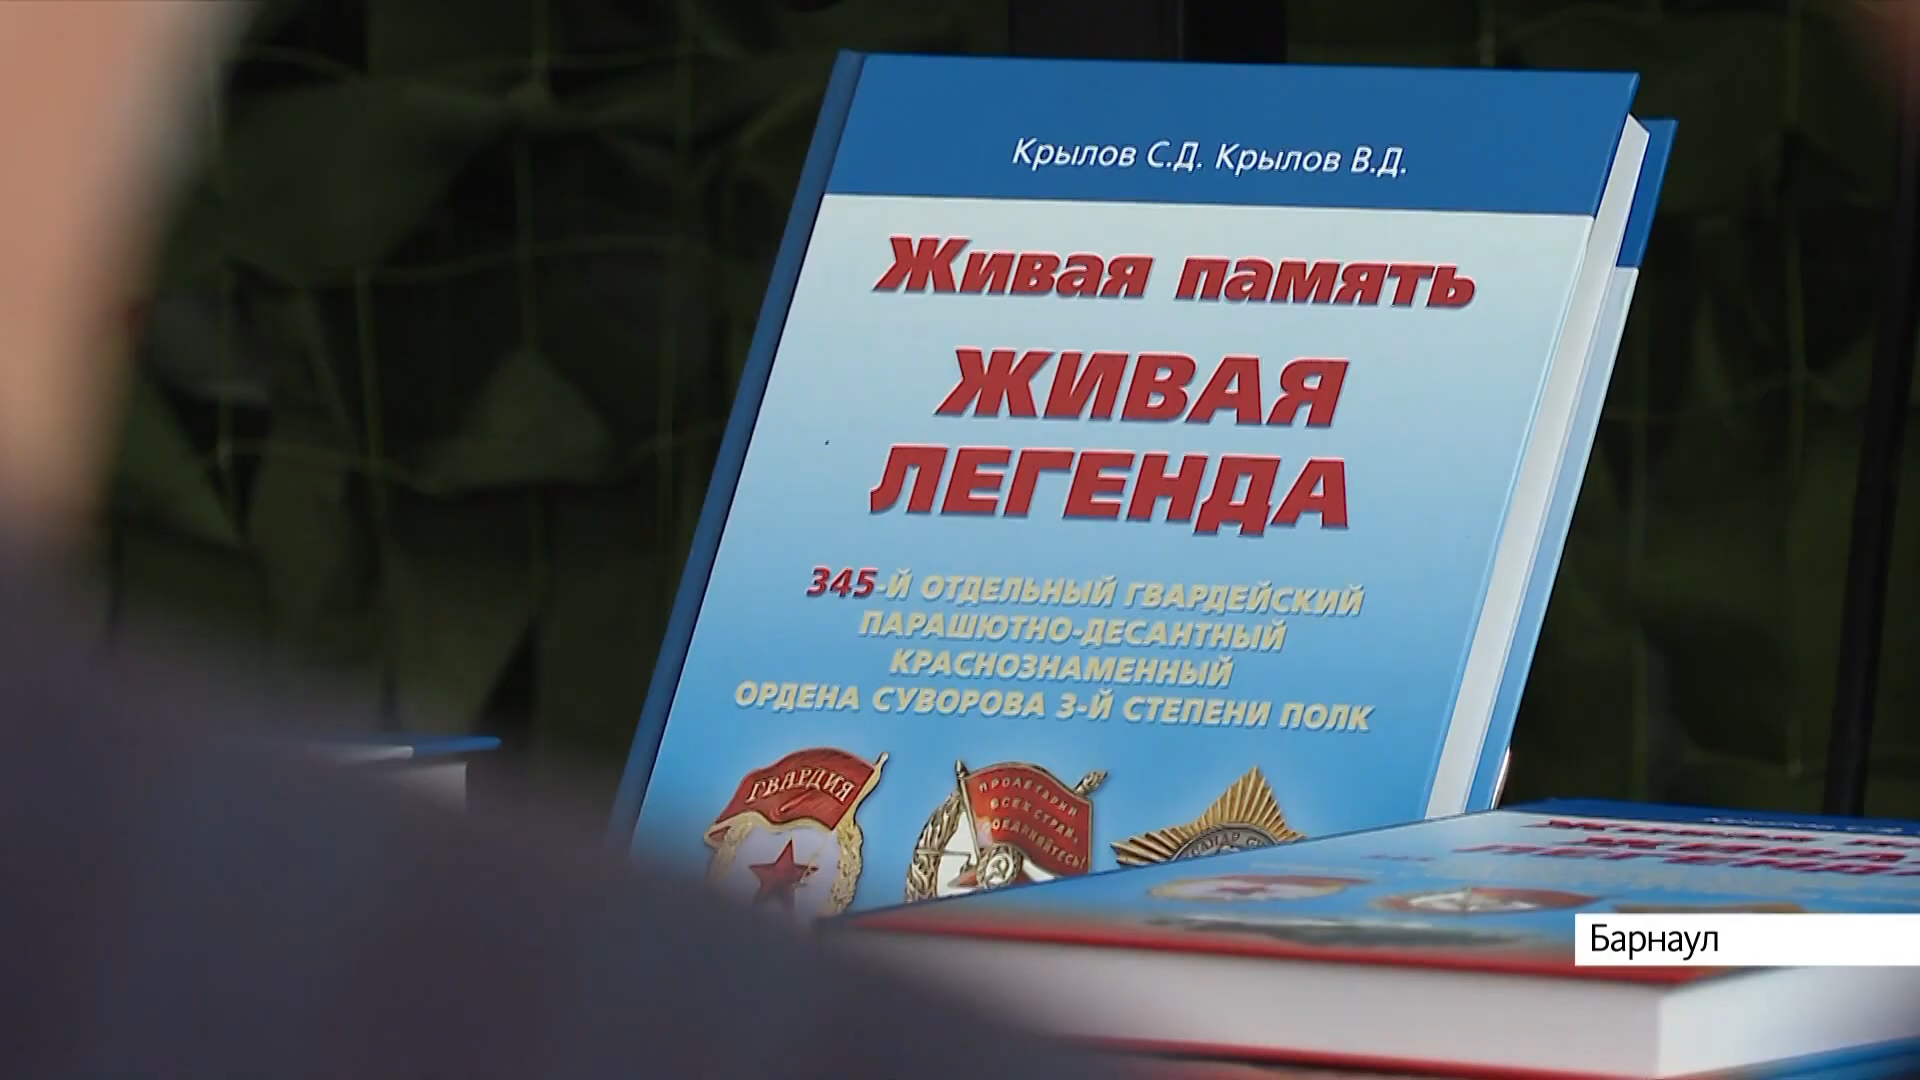 Крылов С.Д. Крылов В.Д.
Живая память
ЖИВАЯ
ЛЕГЕНДА
345-Й ОТДЕЛЬНЫЙ ГВАРДЕЙСКИЙ
ПАРАШЮТНО-ДЕСАНТНЫЙ
КРАСНОЗНАМЕННЫЙ
ОРДЕНА СУВОРОВА 3-Й СТЕПЕНИ ПОЛК
ГВАРДИЯ
ПРОЛЕТАРИИ
ВСЕХ СТРАН,
СОЕДИНЯЙТЕСЬ!
ЛЕГЕНДА
Барнаул